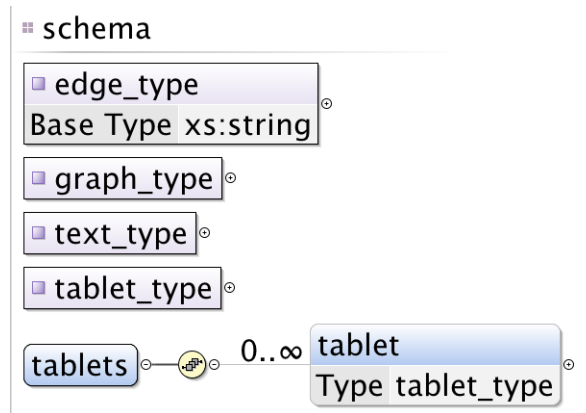 schema
edge_type
Base Type xs:string
graph_type
text_type
tablet_type
tablets 0..∞ tablet
Type tablet_type